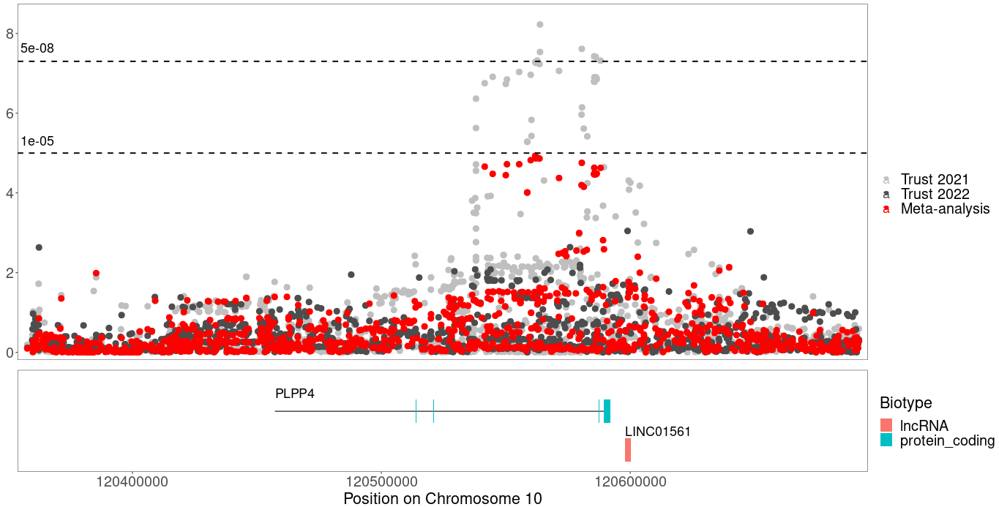 8
5e-08
6
1e-05
4
2
0
a Trust 2021
a Trust 2022
a Meta-analysis
PLPP4
LINC01561
Biotype
lncRNA
protein_coding
120400000 120500000 120600000
Position on Chromosome 10